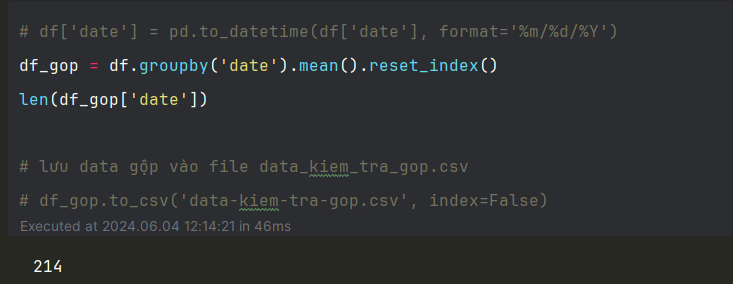 # df['date'] = pd.to_datetime(df['date'], format='%m/%d/%Y')
df_gop = df.groupby('date').mean().reset_index()
len(df_gop['date'])
# lưu data gộp vào file data_kiem_tra_gop.csv
# df_gop.to_csv('data-kiem-tra-gop.csv', index=False)
Executed at 2024.06.04 12:14:21 in 46ms
214